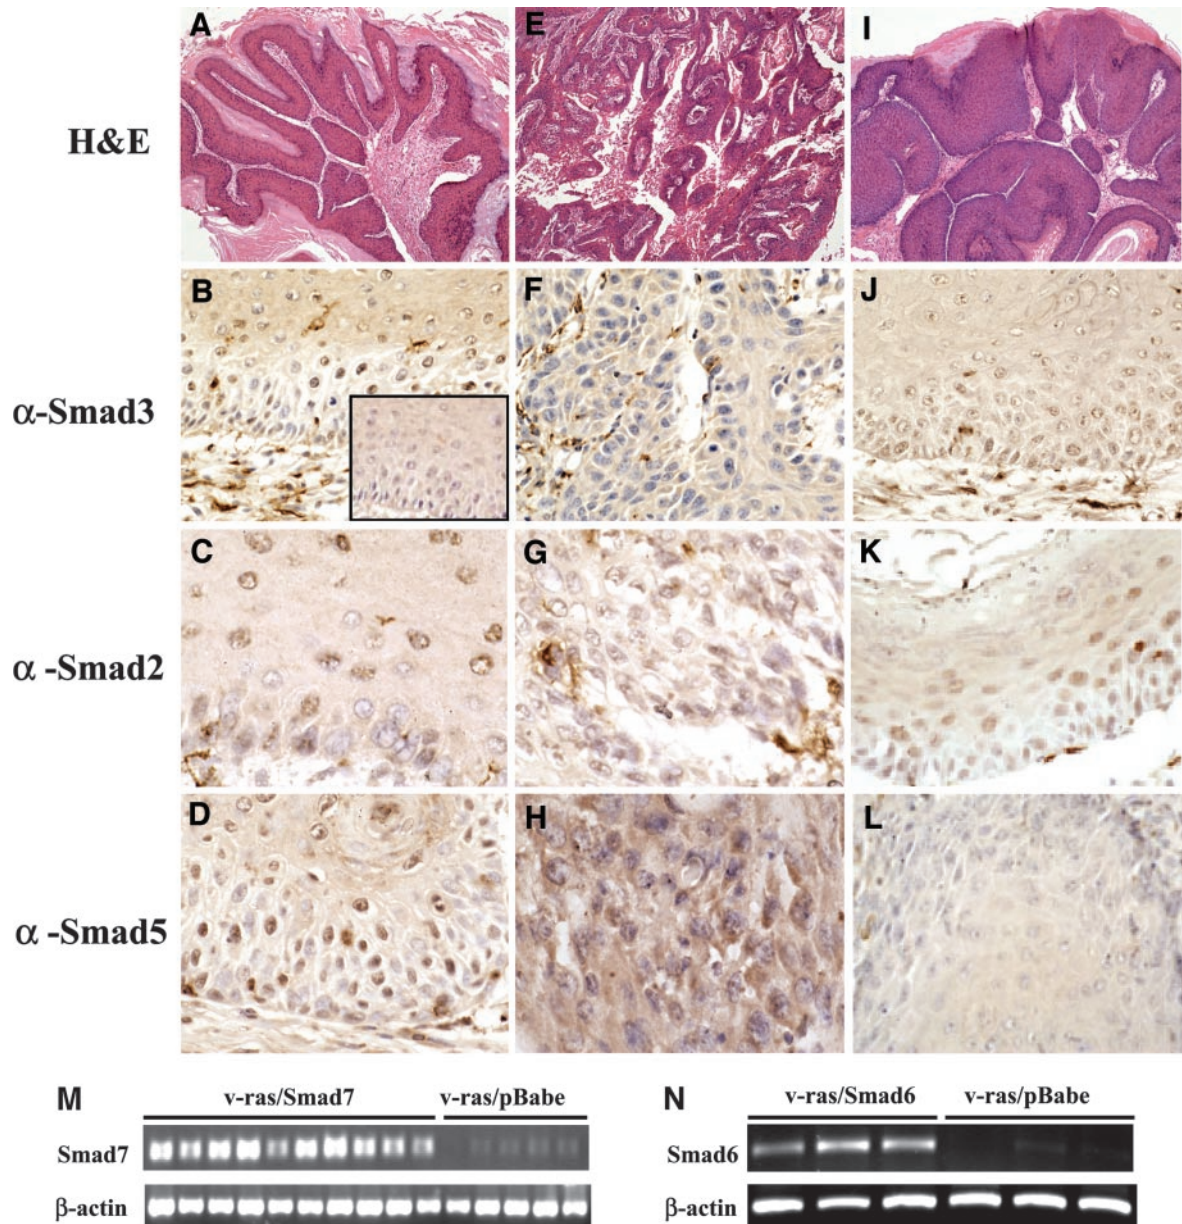 A E I
H&E
B F J
α-Smad3
C G K
α -Smad2
D H L
α -Smad5
M v-ras/Smad7 v-ras/pBabe
Smad7
β-actin
N v-ras/Smad6 v-ras/pBabe
Smad6
β-actin